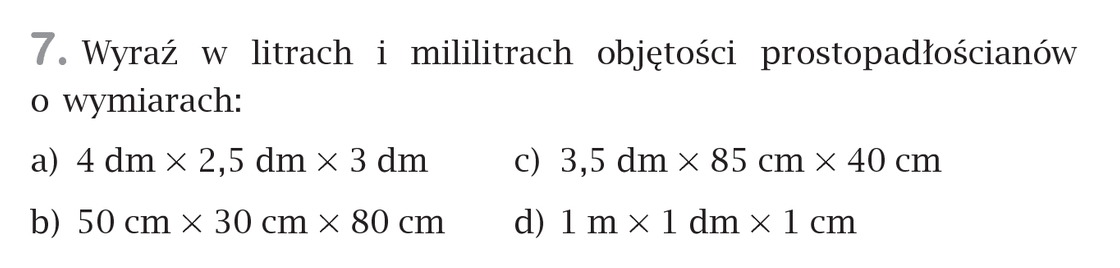 7. Wyraź w litrach i mililitrach objętości prostopadłościanów
o wymiarach:
a) 4 dm × 2,5 dm × 3 dm
c) 3,5 dm × 85 cm × 40 cm
b) 50 cm × 30 cm × 80 cm
d) 1 m × 1 dm × 1 cm